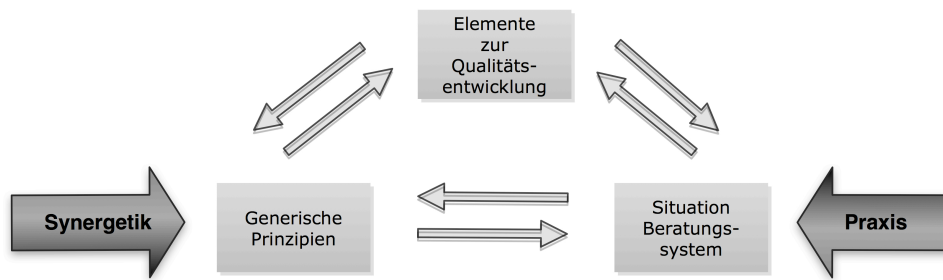 Elemente
zur
Qualitäts-
entwicklung
Synergetik
Generische
Prinzipien
Situation
Beratungs-
system
Praxis